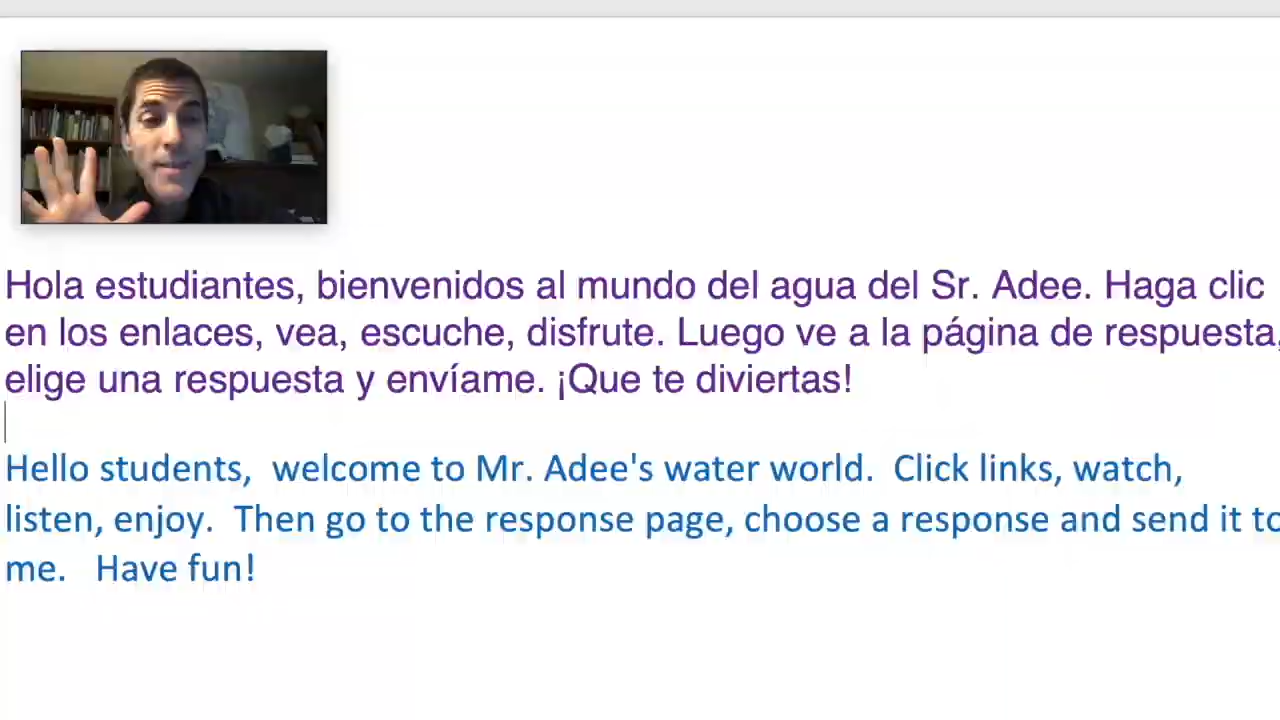 Hola estudiantes, bienvenidos al mundo del agua del Sr. Adee. Haga clic
en los enlaces, vea, escuche, disfrute. Luego ve a la página de respuesta,
elige una respuesta y envíame. ¡Que te diviertas!
Hello students,  welcome to Mr. Adee's water world.  Click links, watch,
listen, enjoy.  Then go to the response page, choose a response and send it to
me.   Have fun!